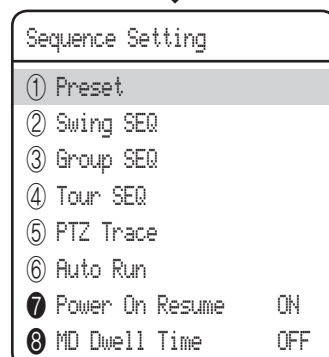 Sequence Setting
① Preset
② Swing SEQ
③ Group SEQ
④ Tour SEQ
⑤ PTZ Trace
⑥ Auto Run
❼ Power On Resume ON
❽ MD Dwell Time OFF